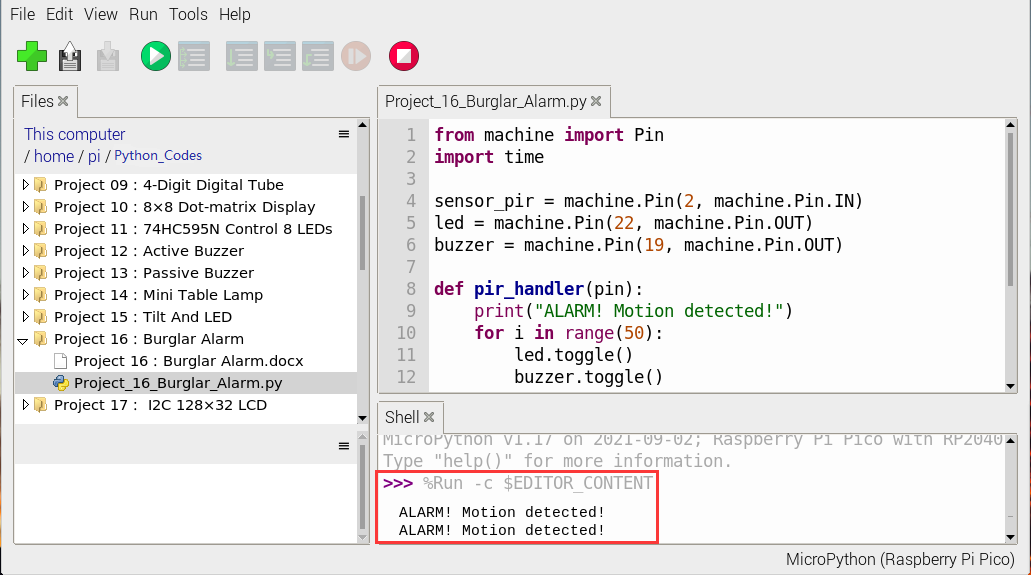 File Edit View Run Tools Help
Files
This computer
/ home / pi / Python_Codes
Project 09 : 4-Digit Digital Tube
Project 10 : 8×8 Dot-matrix Display
Project 11 : 74HC595N Control 8 LEDs
Project 12 : Active Buzzer
Project 13 : Passive Buzzer
Project 14 : Mini Table Lamp
Project 15 : Tilt And LED
Project 16 : Burglar Alarm
Project 16 : Burglar Alarm.docx
Project_16_Burglar_Alarm.py
Project 17 : I2C 128×32 LCD
Project_16_Burglar_Alarm.py
1 from machine import Pin
2 import time
3
4 sensor_pir = machine.Pin(2, machine.Pin.IN)
5 led = machine.Pin(22, machine.Pin.OUT)
6 buzzer = machine.Pin(19, machine.Pin.OUT)
7
8 def pir_handler(pin):
9     print("ALARM! Motion detected!")
10     for i in range(50):
11         led.toggle()
12         buzzer.toggle()
Shell
MicroPython v1.17 on 2021-09-02; Raspberry Pi Pico with RP2040
Type "help()" for more information.
>>> %Run -c $EDITOR_CONTENT
ALARM! Motion detected!
ALARM! Motion detected!
MicroPython (Raspberry Pi Pico)